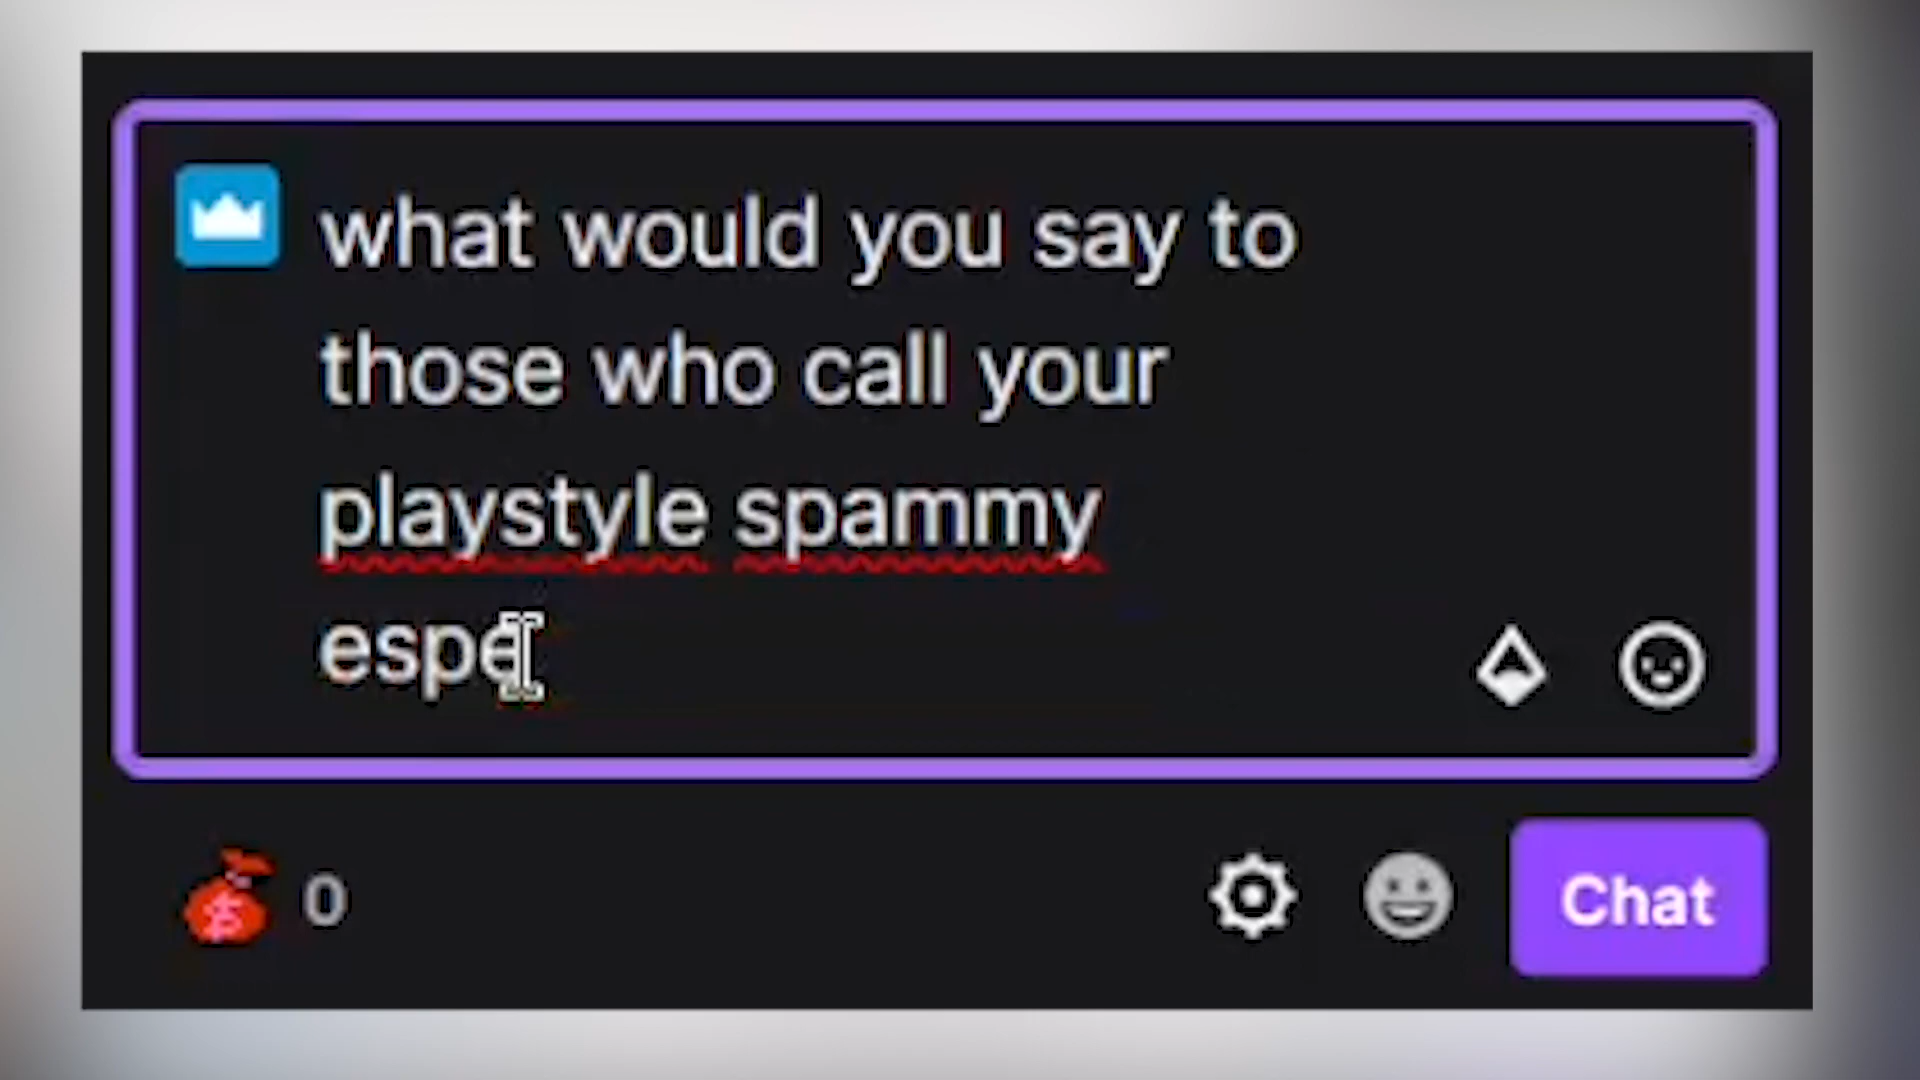 what would you say to
those who call your
playstyle spammy
espe
0
Chat